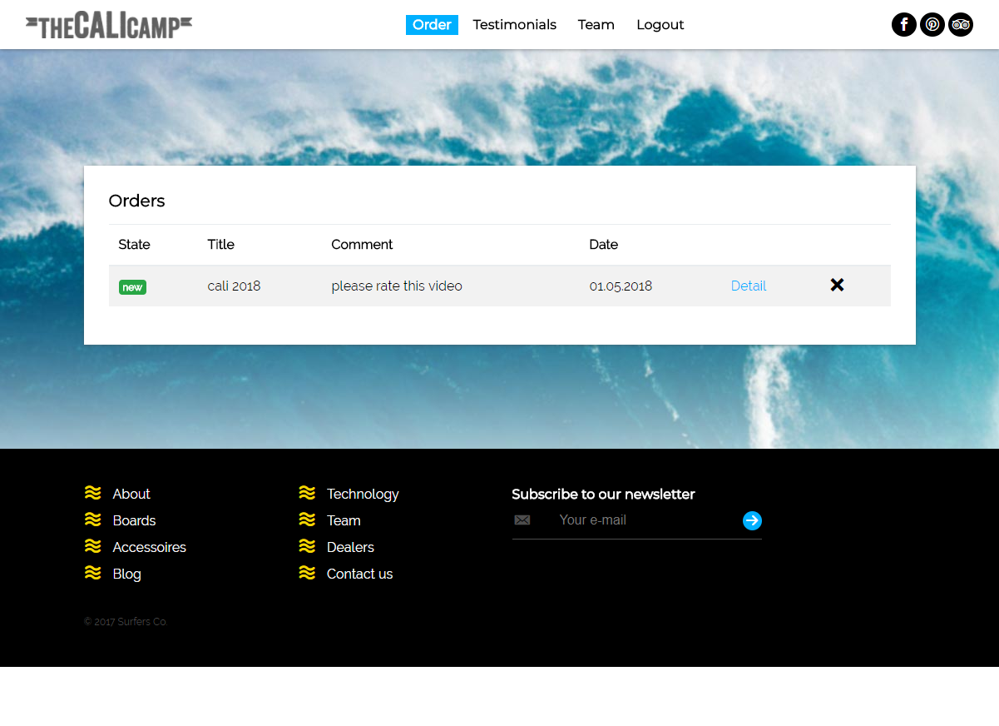 THECALICAMP
Order Testimonials Team Logout
Orders
State Title Comment Date
new cali 2018 please rate this video 01.05.2018 Detail
About
Boards
Accessoires
Blog
Technology
Team
Dealers
Contact us
Subscribe to our newsletter
Your e-mail
© 2017 Surfers Co.